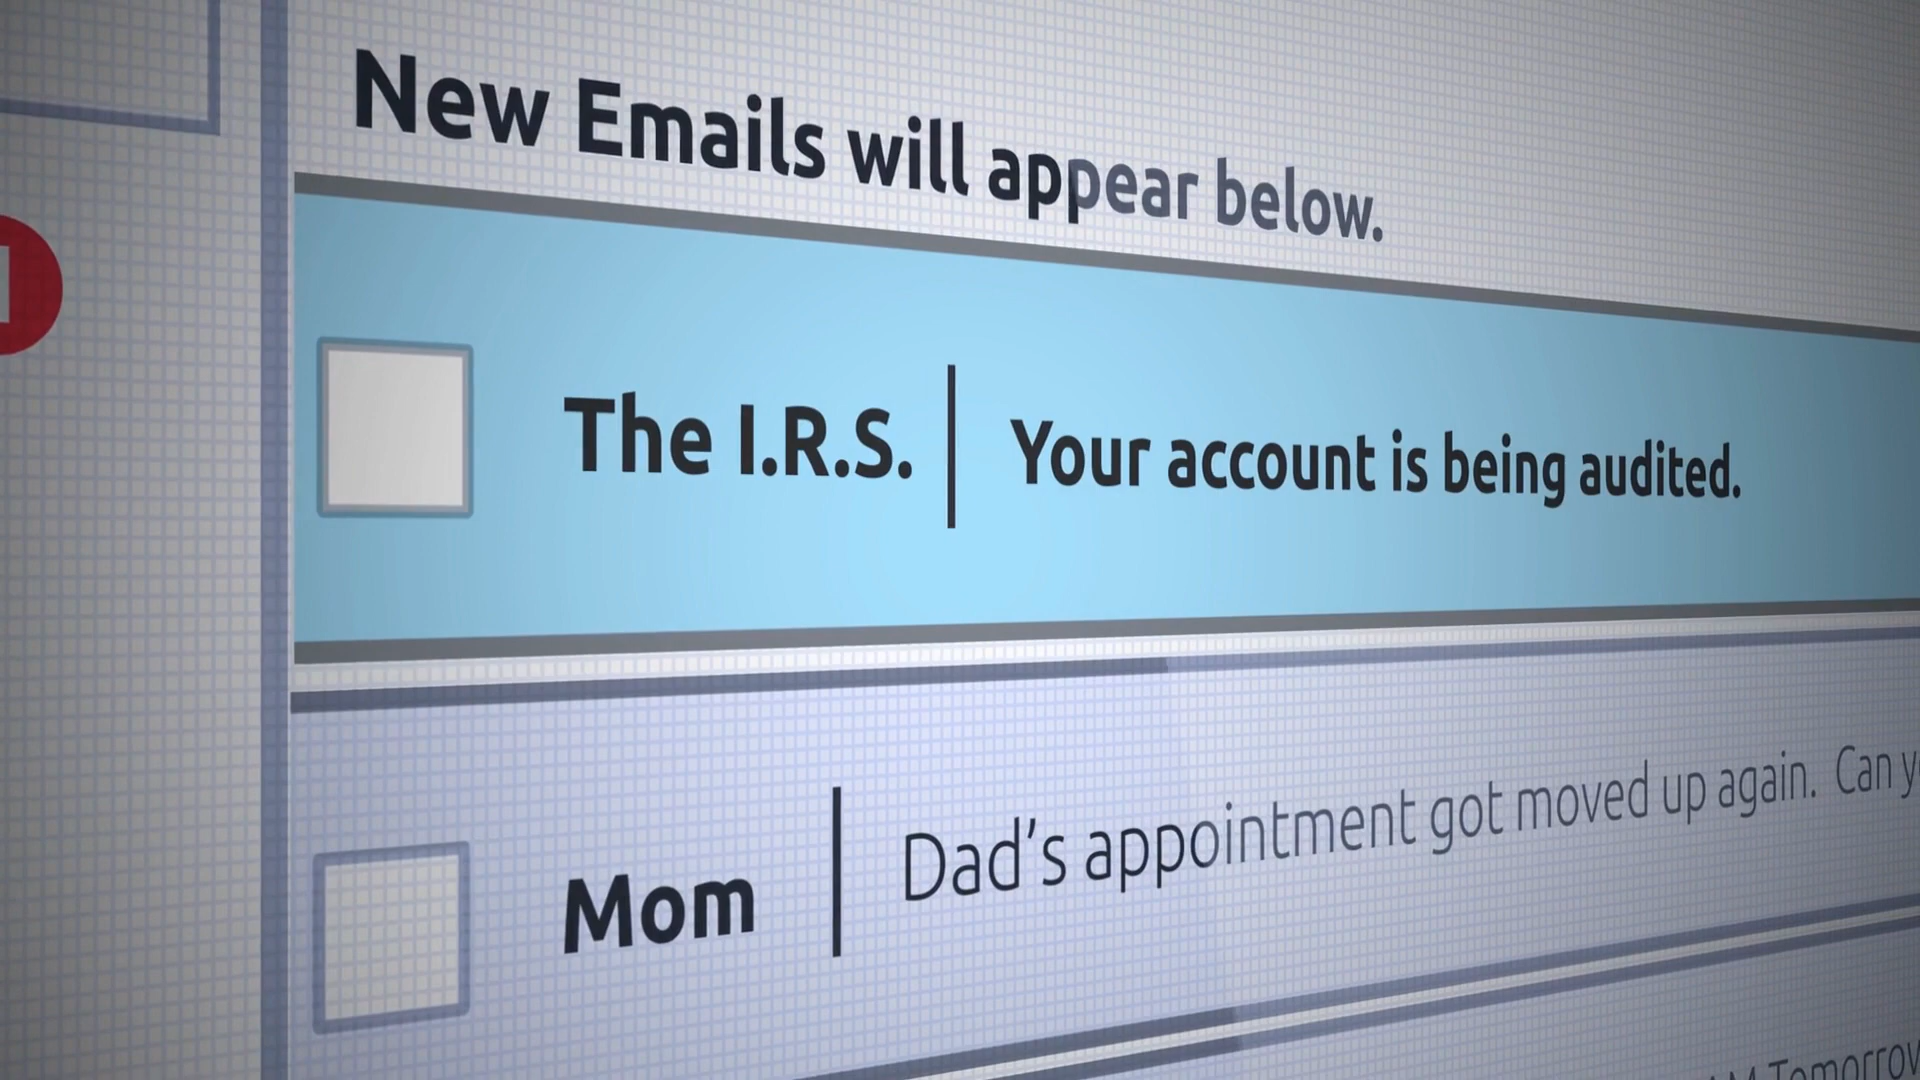 New Emails will appear below.
The I.R.S. | Your account is being audited.
Mom | Dad's appointment got moved up again. Can
Tomorrow